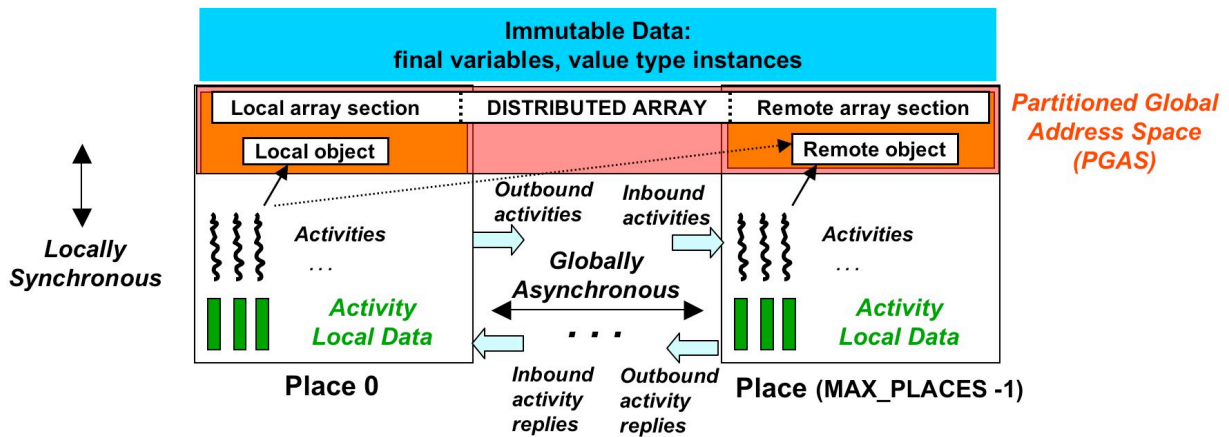 Immutable Data:
final variables, value type instances
Local array section
DISTRIBUTED ARRAY
Remote array section
Partitioned Global
Address Space
(PGAS)
Local object
Remote object
Outbound
activities
Inbound
activities
Locally
Synchronous
Activities
. . .
Globally
Asynchronous
Activities
. . .
Activity
Local Data
. . .
Activity
Local Data
Place 0
Inbound
activity
replies
Outbound
activity
replies
Place (MAX_PLACES -1)